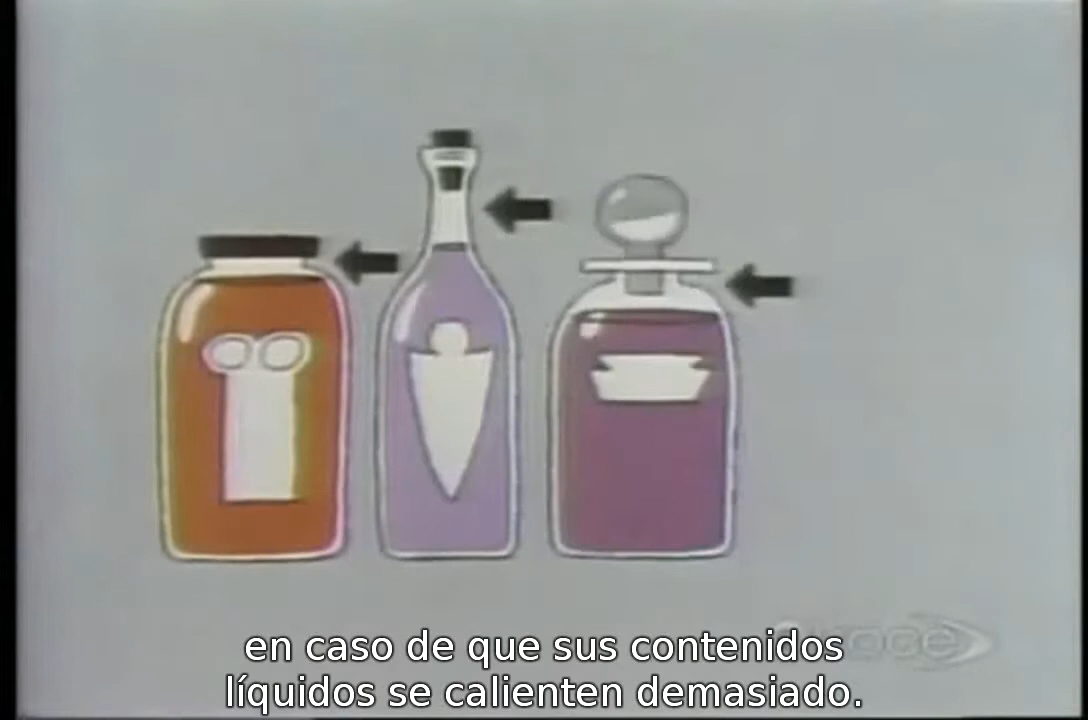 en caso de que sus contenidos
líquidos se calienten demasiado.